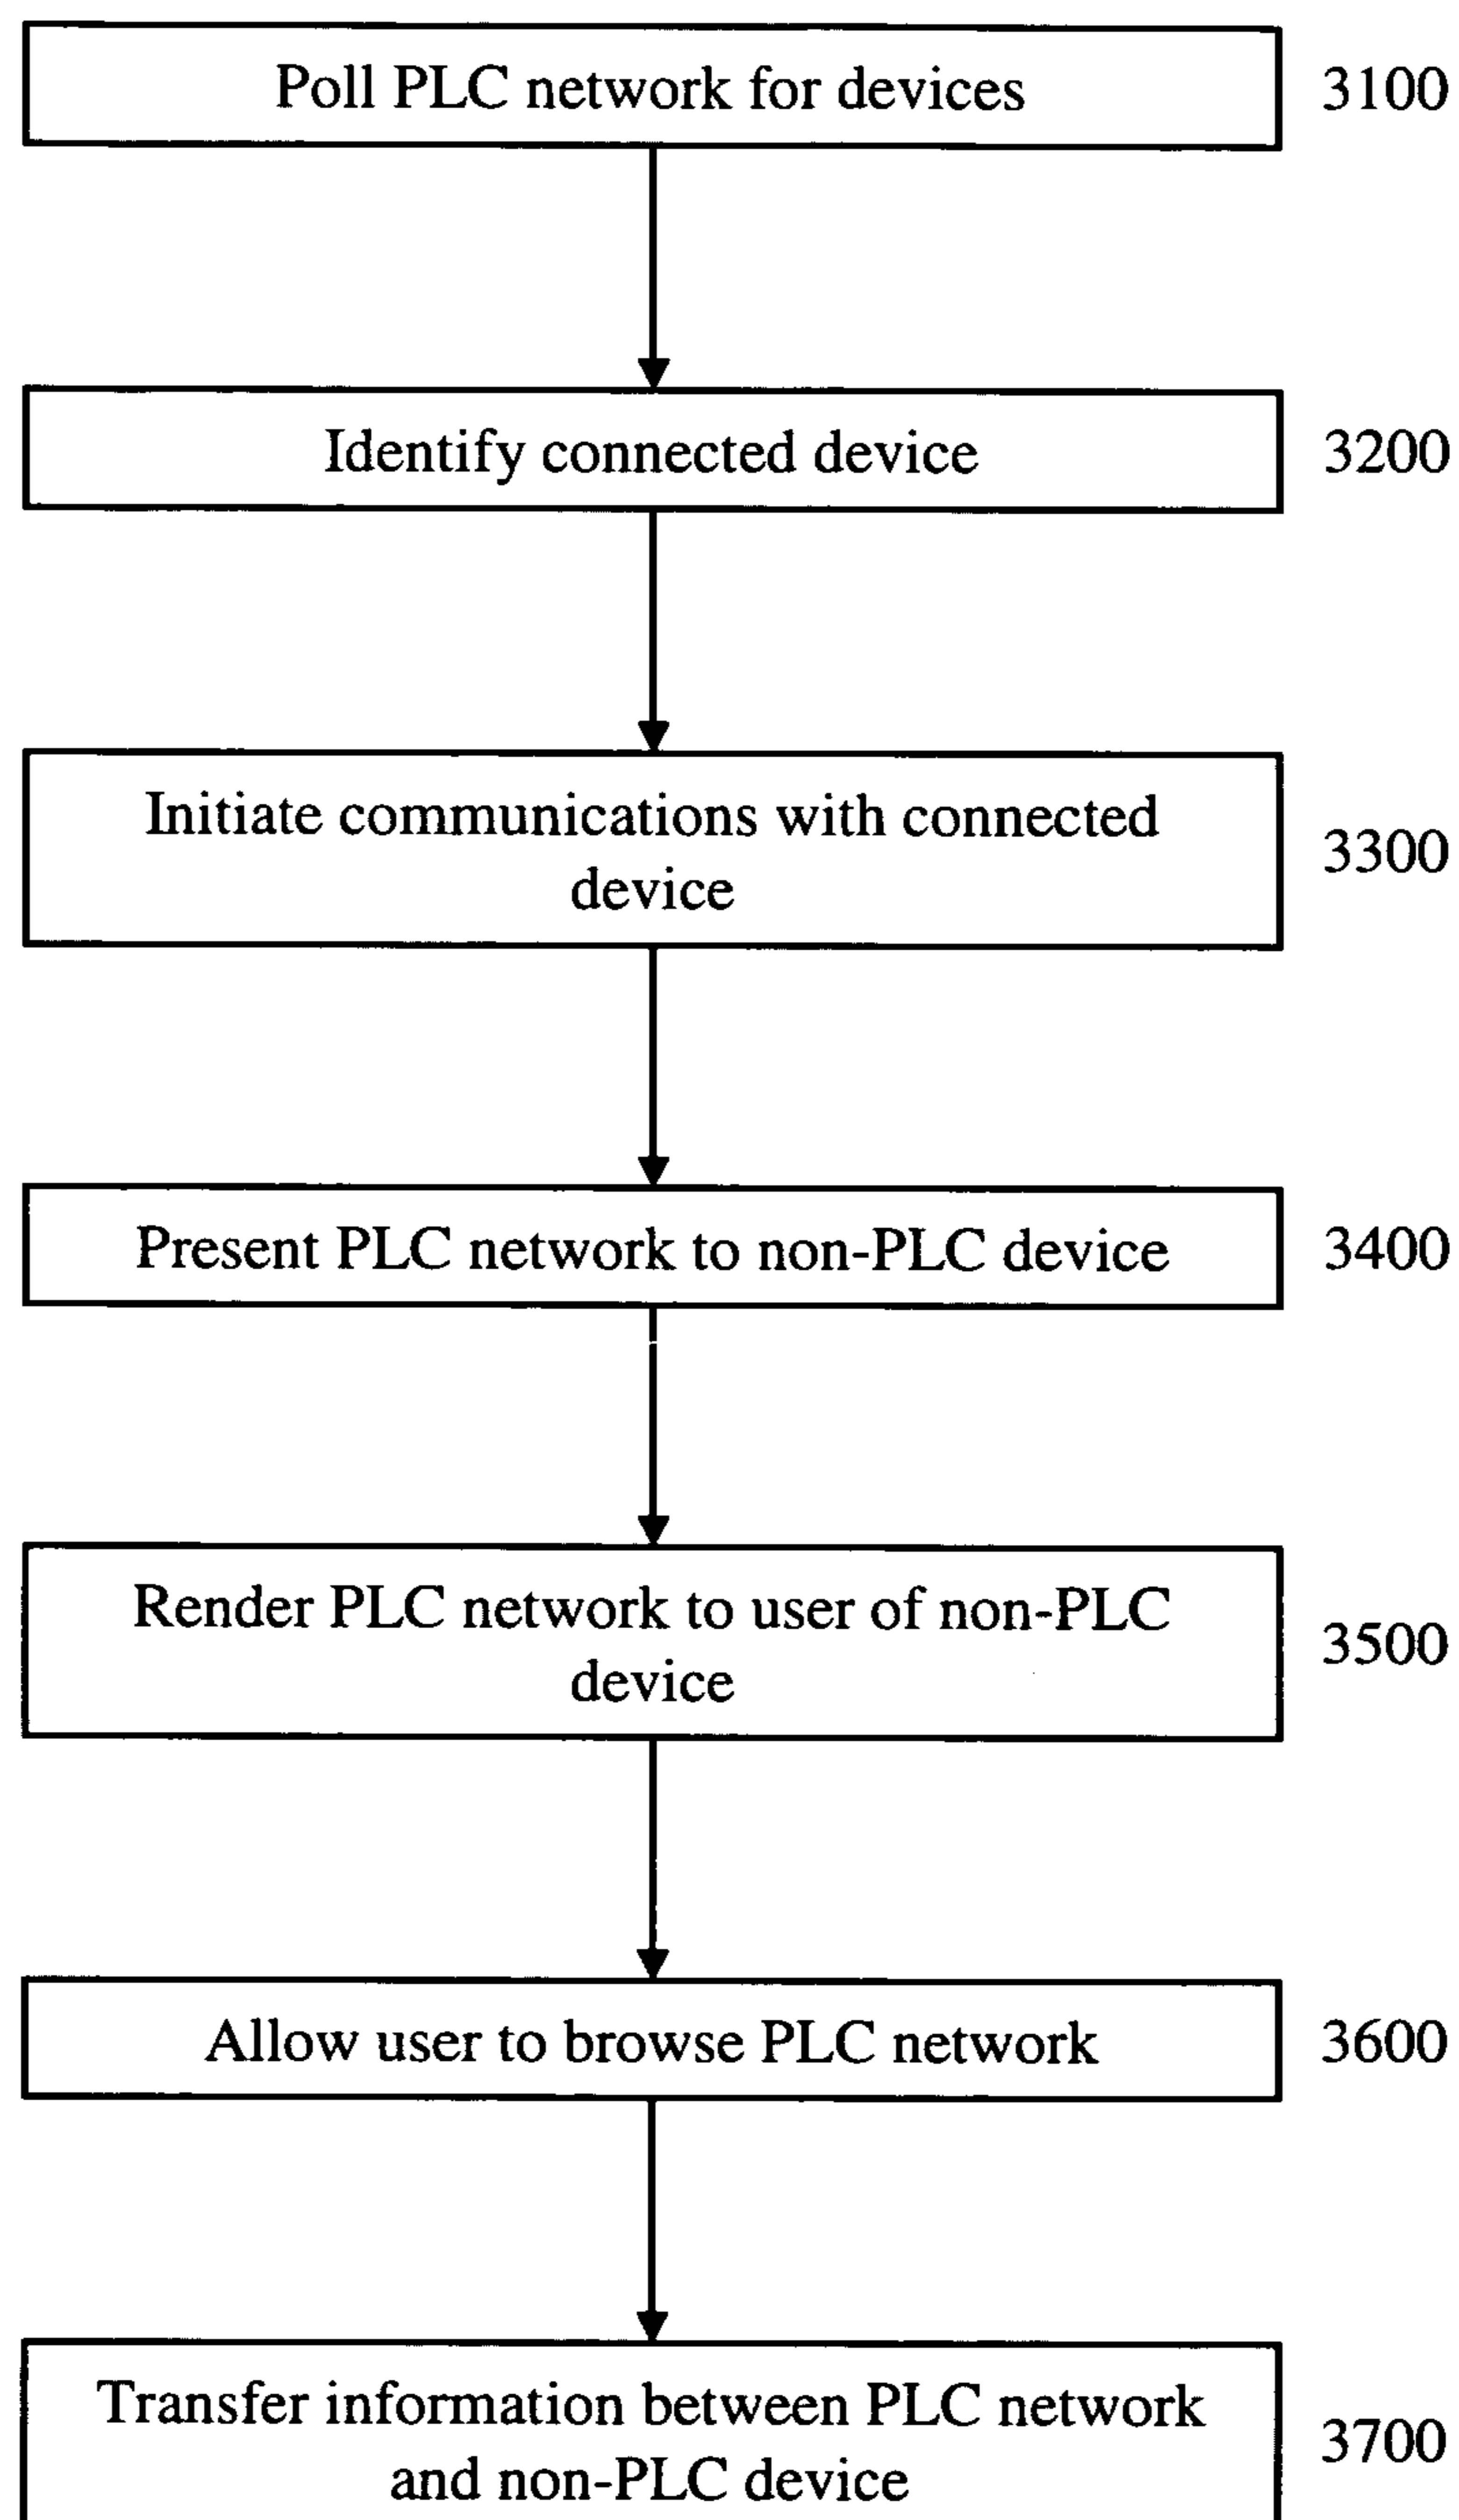 Poll PLC network for devices
3100
Identify connected device
3200
Initiate communications with connected
device
3300
Present PLC network to non-PLC device
3400
Render PLC network to user of non-PLC
device
3500
Allow user to browse PLC network
3600
Transfer information between PLC network
and non-PLC device
3700